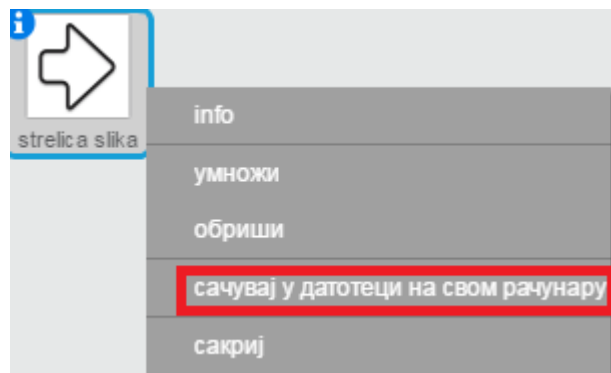 i
strelica slika
info
умножи
обриши
сачувај у датотеци на свом рачунару
сакриј